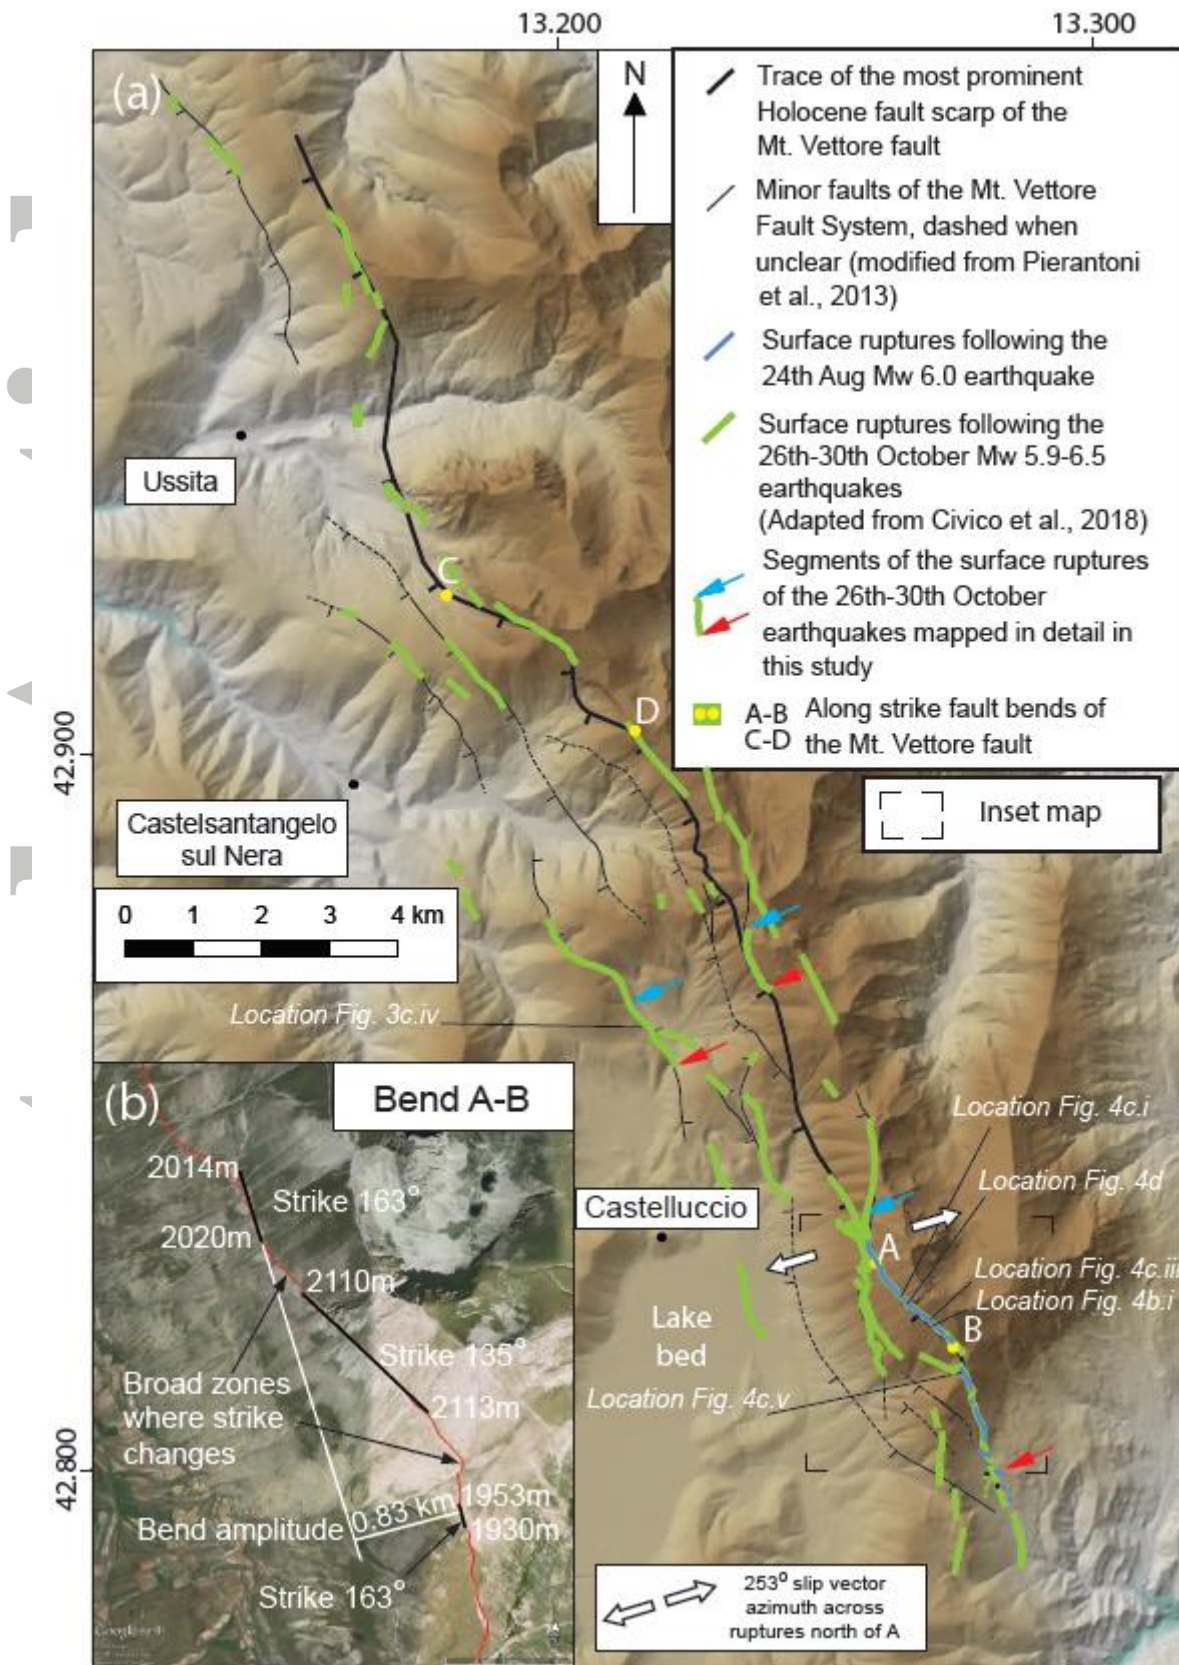 13.200
13.300
(a)
N
Trace of the most prominent
Holocene fault scarp of the
Mt. Vettore fault
Minor faults of the Mt. Vettore
Fault System, dashed when
unclear (modified from Pierantoni
et al., 2013)
Surface ruptures following the
24th Aug Mw 6.0 earthquake
Surface ruptures following the
26th-30th October Mw 5.9-6.5
earthquakes
(Adapted from Civico et al., 2018)
Segments of the surface ruptures
of the 26th-30th October
earthquakes mapped in detail in
this study
A-B
C-D
Along strike fault bends of
the Mt. Vettore fault
Inset map
Ussita
C
D
42.900
Castelsantangelo
sul Nera
0 1 2 3 4 km
Location Fig. 3c.iv
(b)
Bend A-B
2014m
Strike 163°
2020m
2110m
Strike 135°
Broad zones
where strike
changes
2113m
1953m
0.83 km
Bend amplitude
1930m
Strike 163°
42.800
Castelluccio
Lake
bed
A
B
Location Fig. 4c.i
Location Fig. 4d
Location Fig. 4c.iii
Location Fig. 4b.i
Location Fig. 4c.v
253° slip vector
azimuth across
ruptures north of A